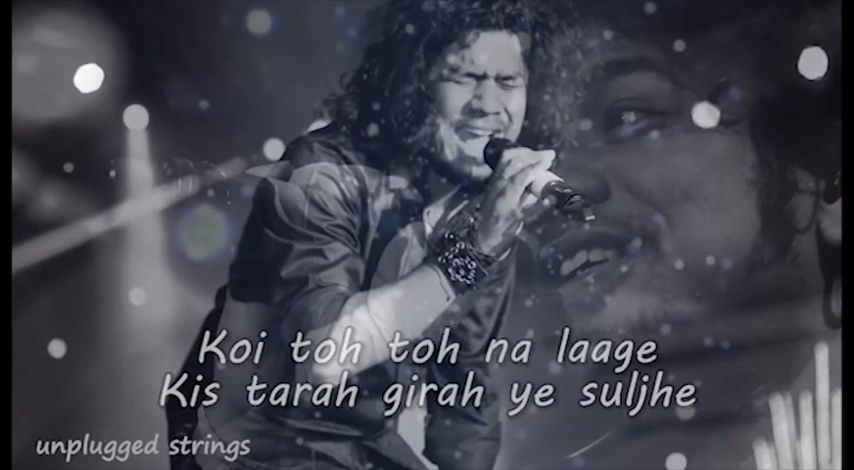 Koi toh toh na laage
Kis tarah girah ye suljhe
unplugged strings